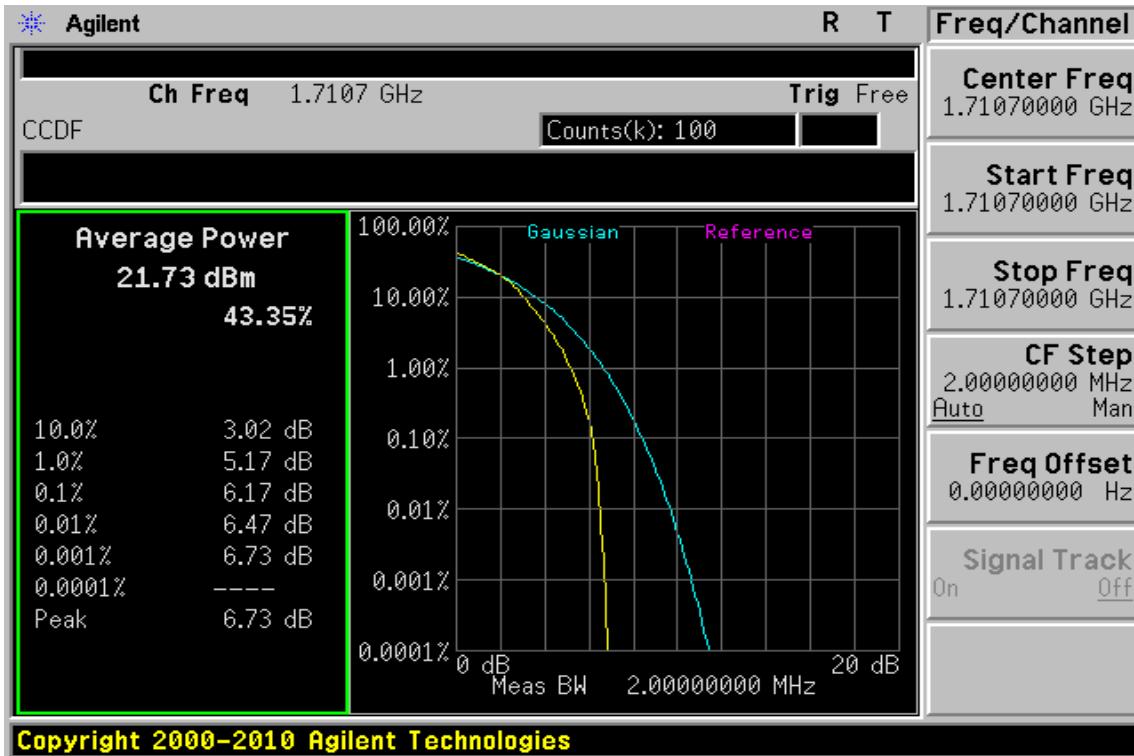 Agilent R T Freq/Channel
Ch Freq 1.7107 GHz Trig Free
CCDF Counts(k): 100
Center Freq
1.71070000 GHz
Start Freq
1.71070000 GHz
Stop Freq
1.71070000 GHz
CF Step
2.00000000 MHz
Auto Man
Freq Offset
0.00000000 Hz
Signal Track
On Off
Average Power
21.73 dBm
43.35%
10.0% 3.02 dB
1.0% 5.17 dB
0.1% 6.17 dB
0.01% 6.47 dB
0.001% 6.73 dB
0.0001% ----
Peak 6.73 dB
Gaussian Reference
100.00%
10.00%
1.00%
0.10%
0.01%
0.001%
0.0001%
0 dB 20 dB
Meas BW 2.00000000 MHz
Copyright 2000-2010 Agilent Technologies